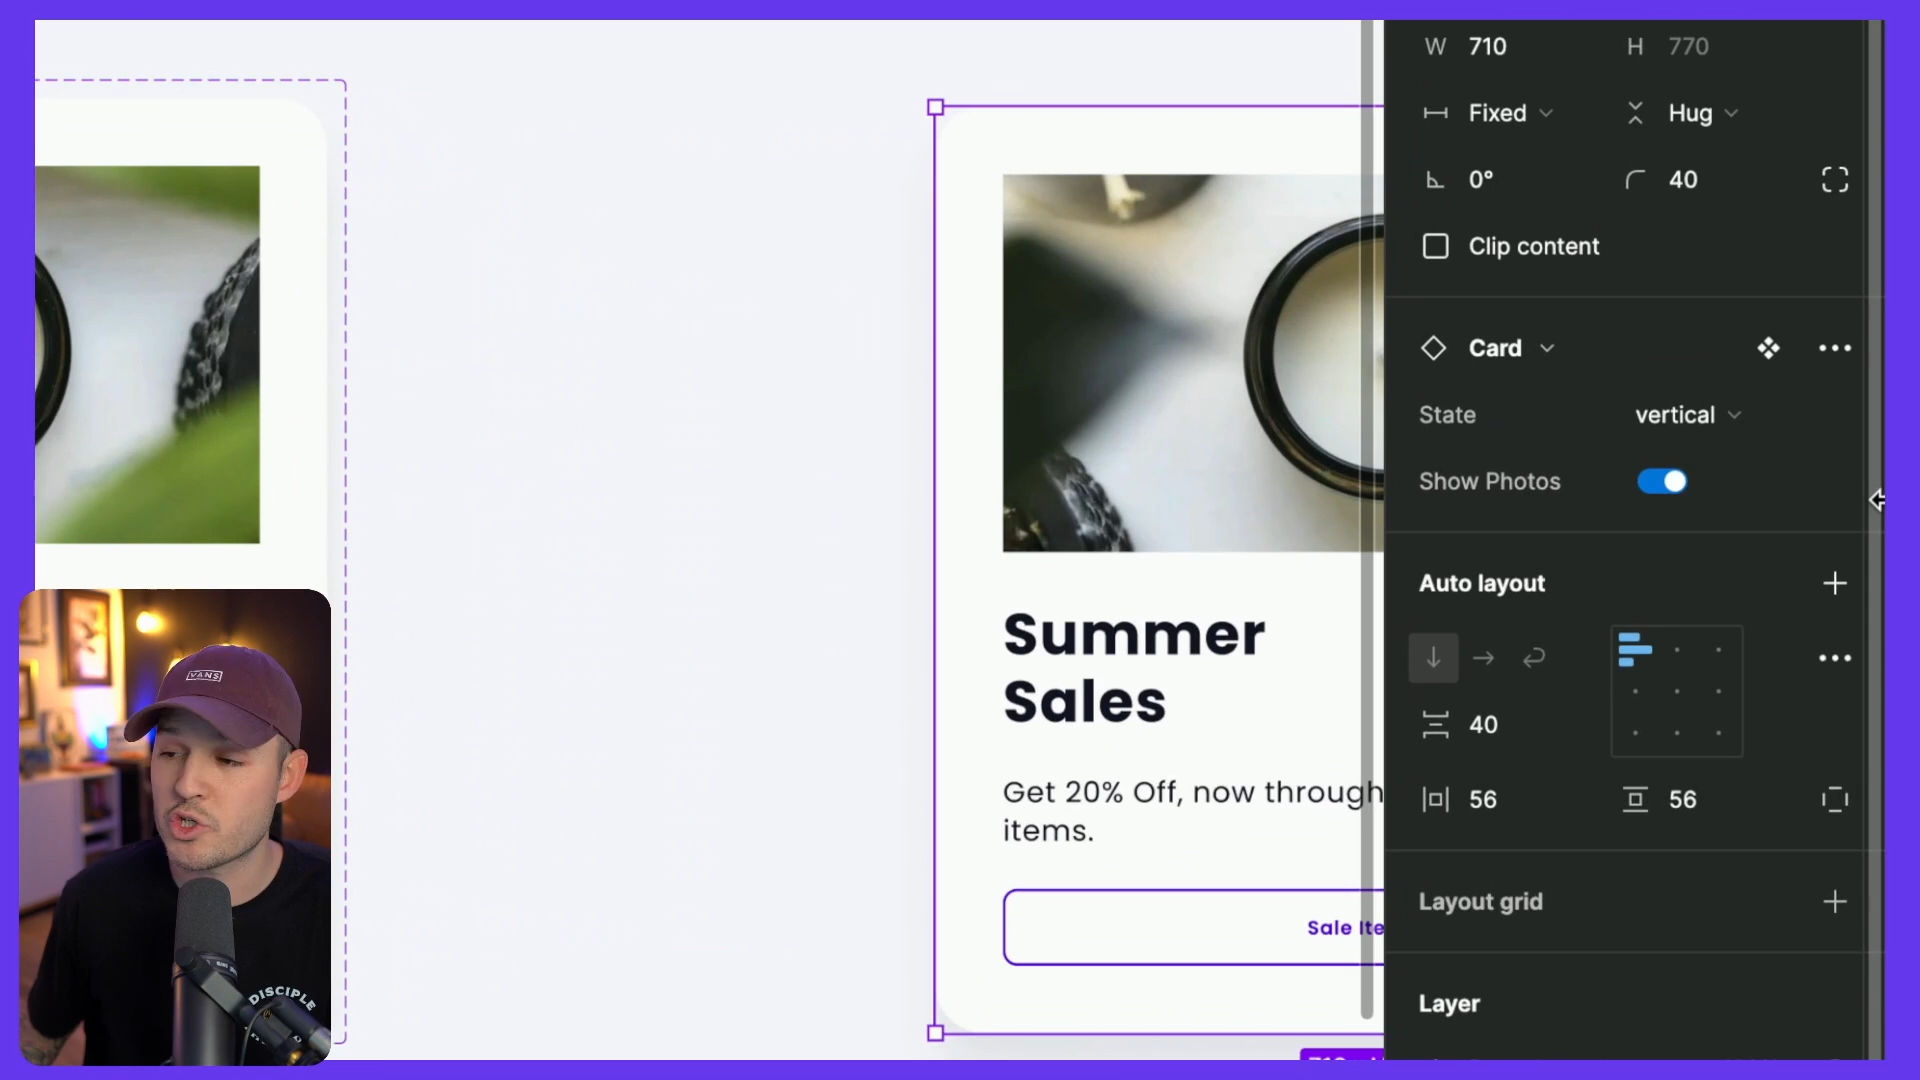 W 710 H 770
Fixed Hug
0° 40
Clip content
Card
State vertical
Show Photos
Auto layout
40
56 56
Layout grid
Layer
Summer
Sales
Get 20% Off, now through
items.
Sale Ite
VANS
DISCIPLE